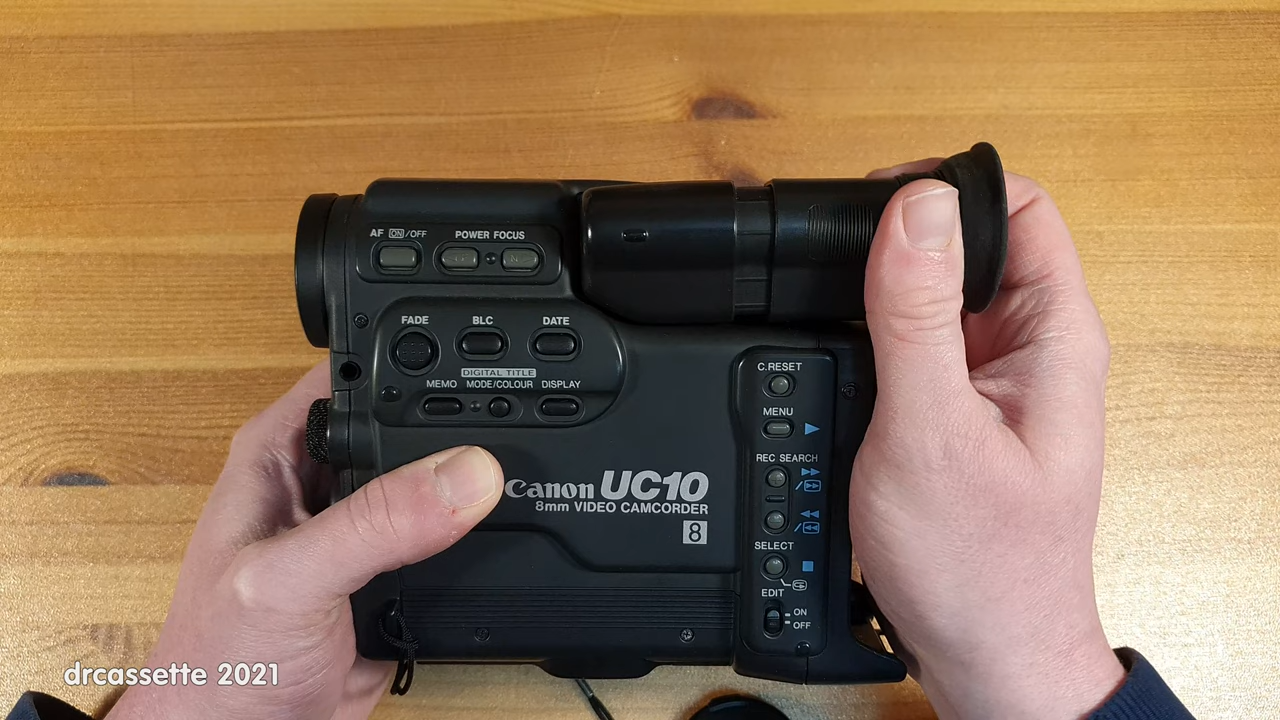 AF ON/OFF
POWER FOCUS
FADE
BLC
DATE
DIGITAL TITLE
MEMO
MODE/COLOUR
DISPLAY
Canon UC10
8mm VIDEO CAMCORDER
8
C.RESET
MENU
REC SEARCH
SELECT
EDIT
ON
OFF
drcassette 2021